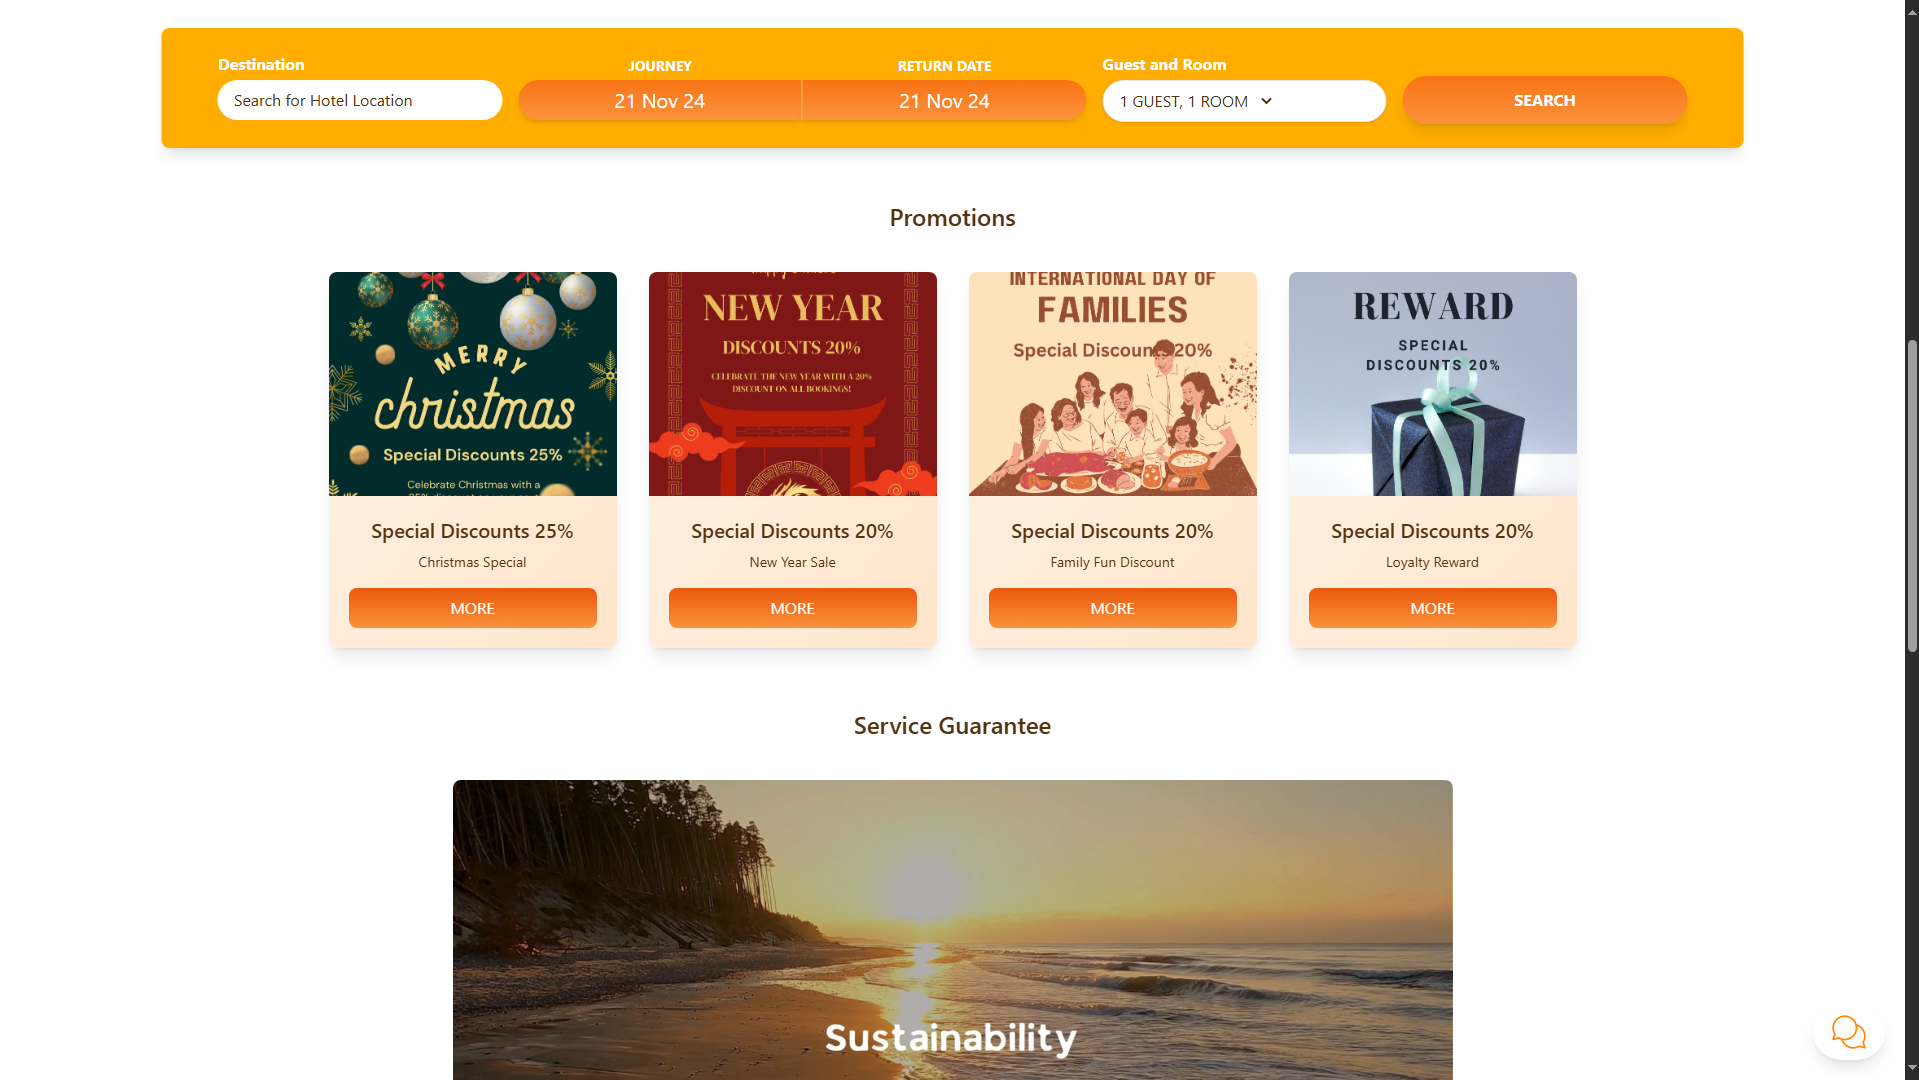 Destination
Search for Hotel Location
JOURNEY
21 Nov 24
RETURN DATE
21 Nov 24
Guest and Room
1 GUEST, 1 ROOM
SEARCH
Promotions
MERRY
christmas
Special Discounts 25%
Celebrate Christmas with a
NEW YEAR
DISCOUNTS 20%
CELEBRATE THE NEW YEAR WITH A 20%
DISCOUNT ON ALL BOOKINGS!
INTERNATIONAL DAY OF
FAMILIES
Special Discounts 20%
REWARD
SPECIAL
DISCOUNTS 20%
Special Discounts 25%
Christmas Special
MORE
Special Discounts 20%
New Year Sale
MORE
Special Discounts 20%
Family Fun Discount
MORE
Special Discounts 20%
Loyalty Reward
MORE
Service Guarantee
Sustainability